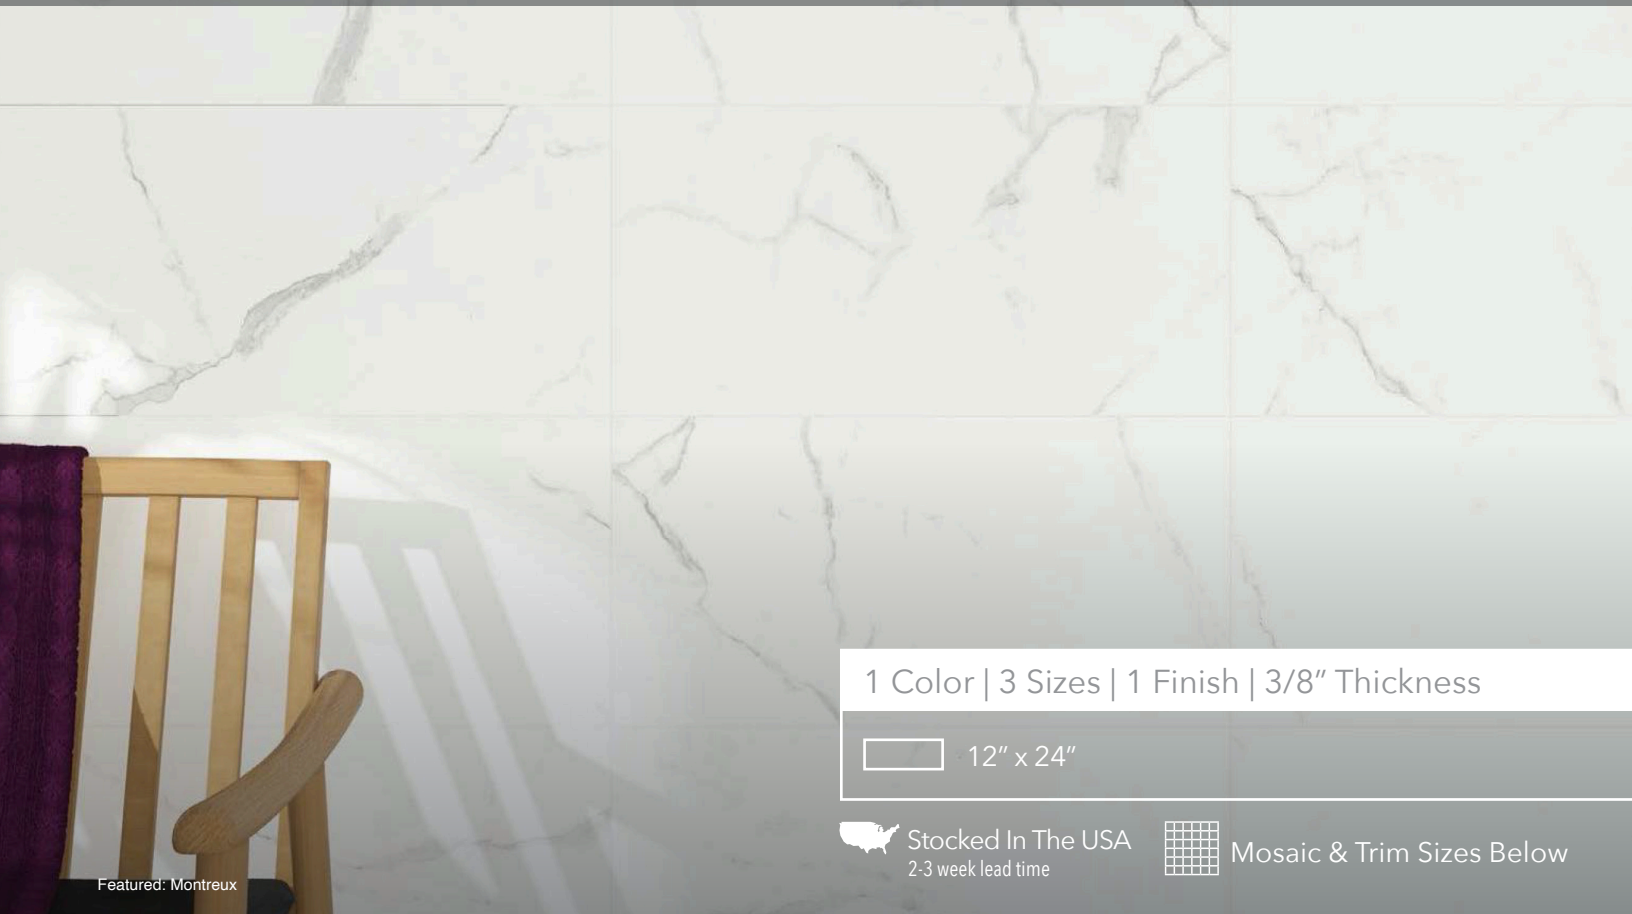 1 Color | 3 Sizes | 1 Finish | 3/8” Thickness
12” x 24”
Stocked In The USA
2-3 week lead time
Mosaic & Trim Sizes Below
Featured: Montreux